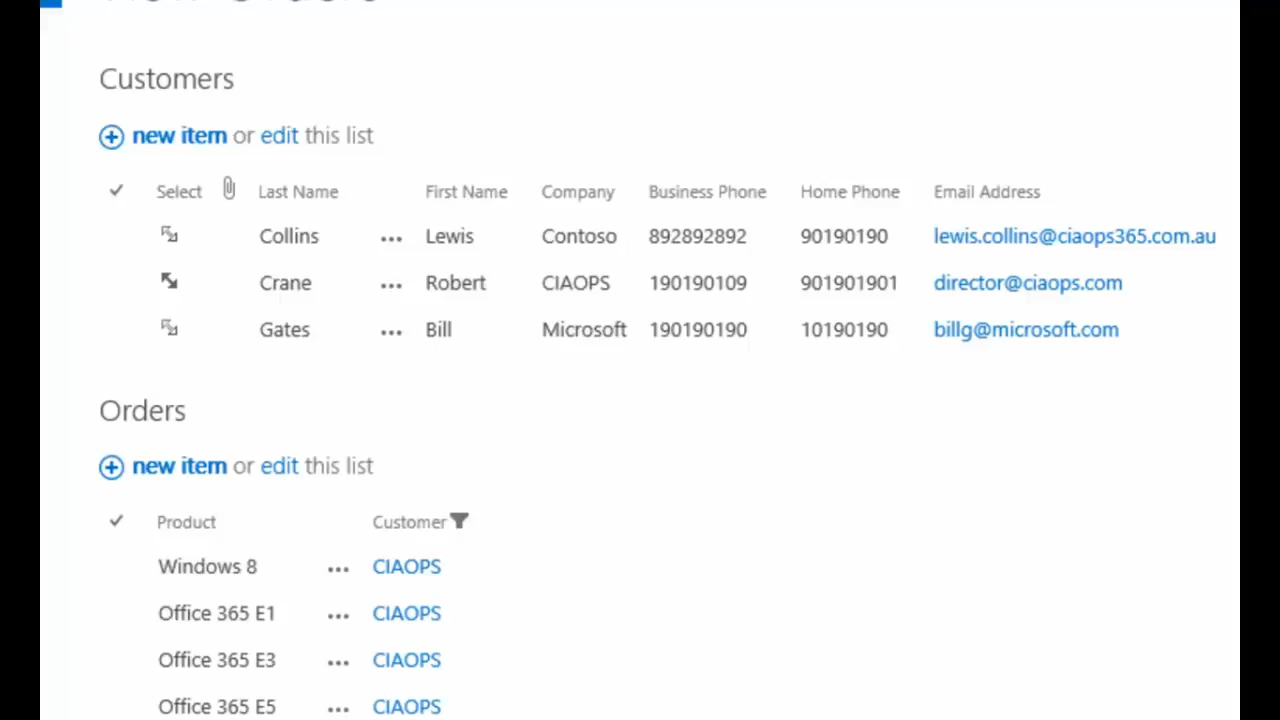 Customers
new item or edit this list
Select Last Name First Name Company Business Phone Home Phone Email Address
Collins ... Lewis Contoso 892892892 90190190 lewis.collins@ciaops365.com.au
Crane ... Robert CIAOPS 190190109 901901901 director@ciaops.com
Gates ... Bill Microsoft 190190190 10190190 billg@microsoft.com
Orders
new item or edit this list
Product Customer
Windows 8 ... CIAOPS
Office 365 E1 ... CIAOPS
Office 365 E3 ... CIAOPS
Office 365 E5 ... CIAOPS